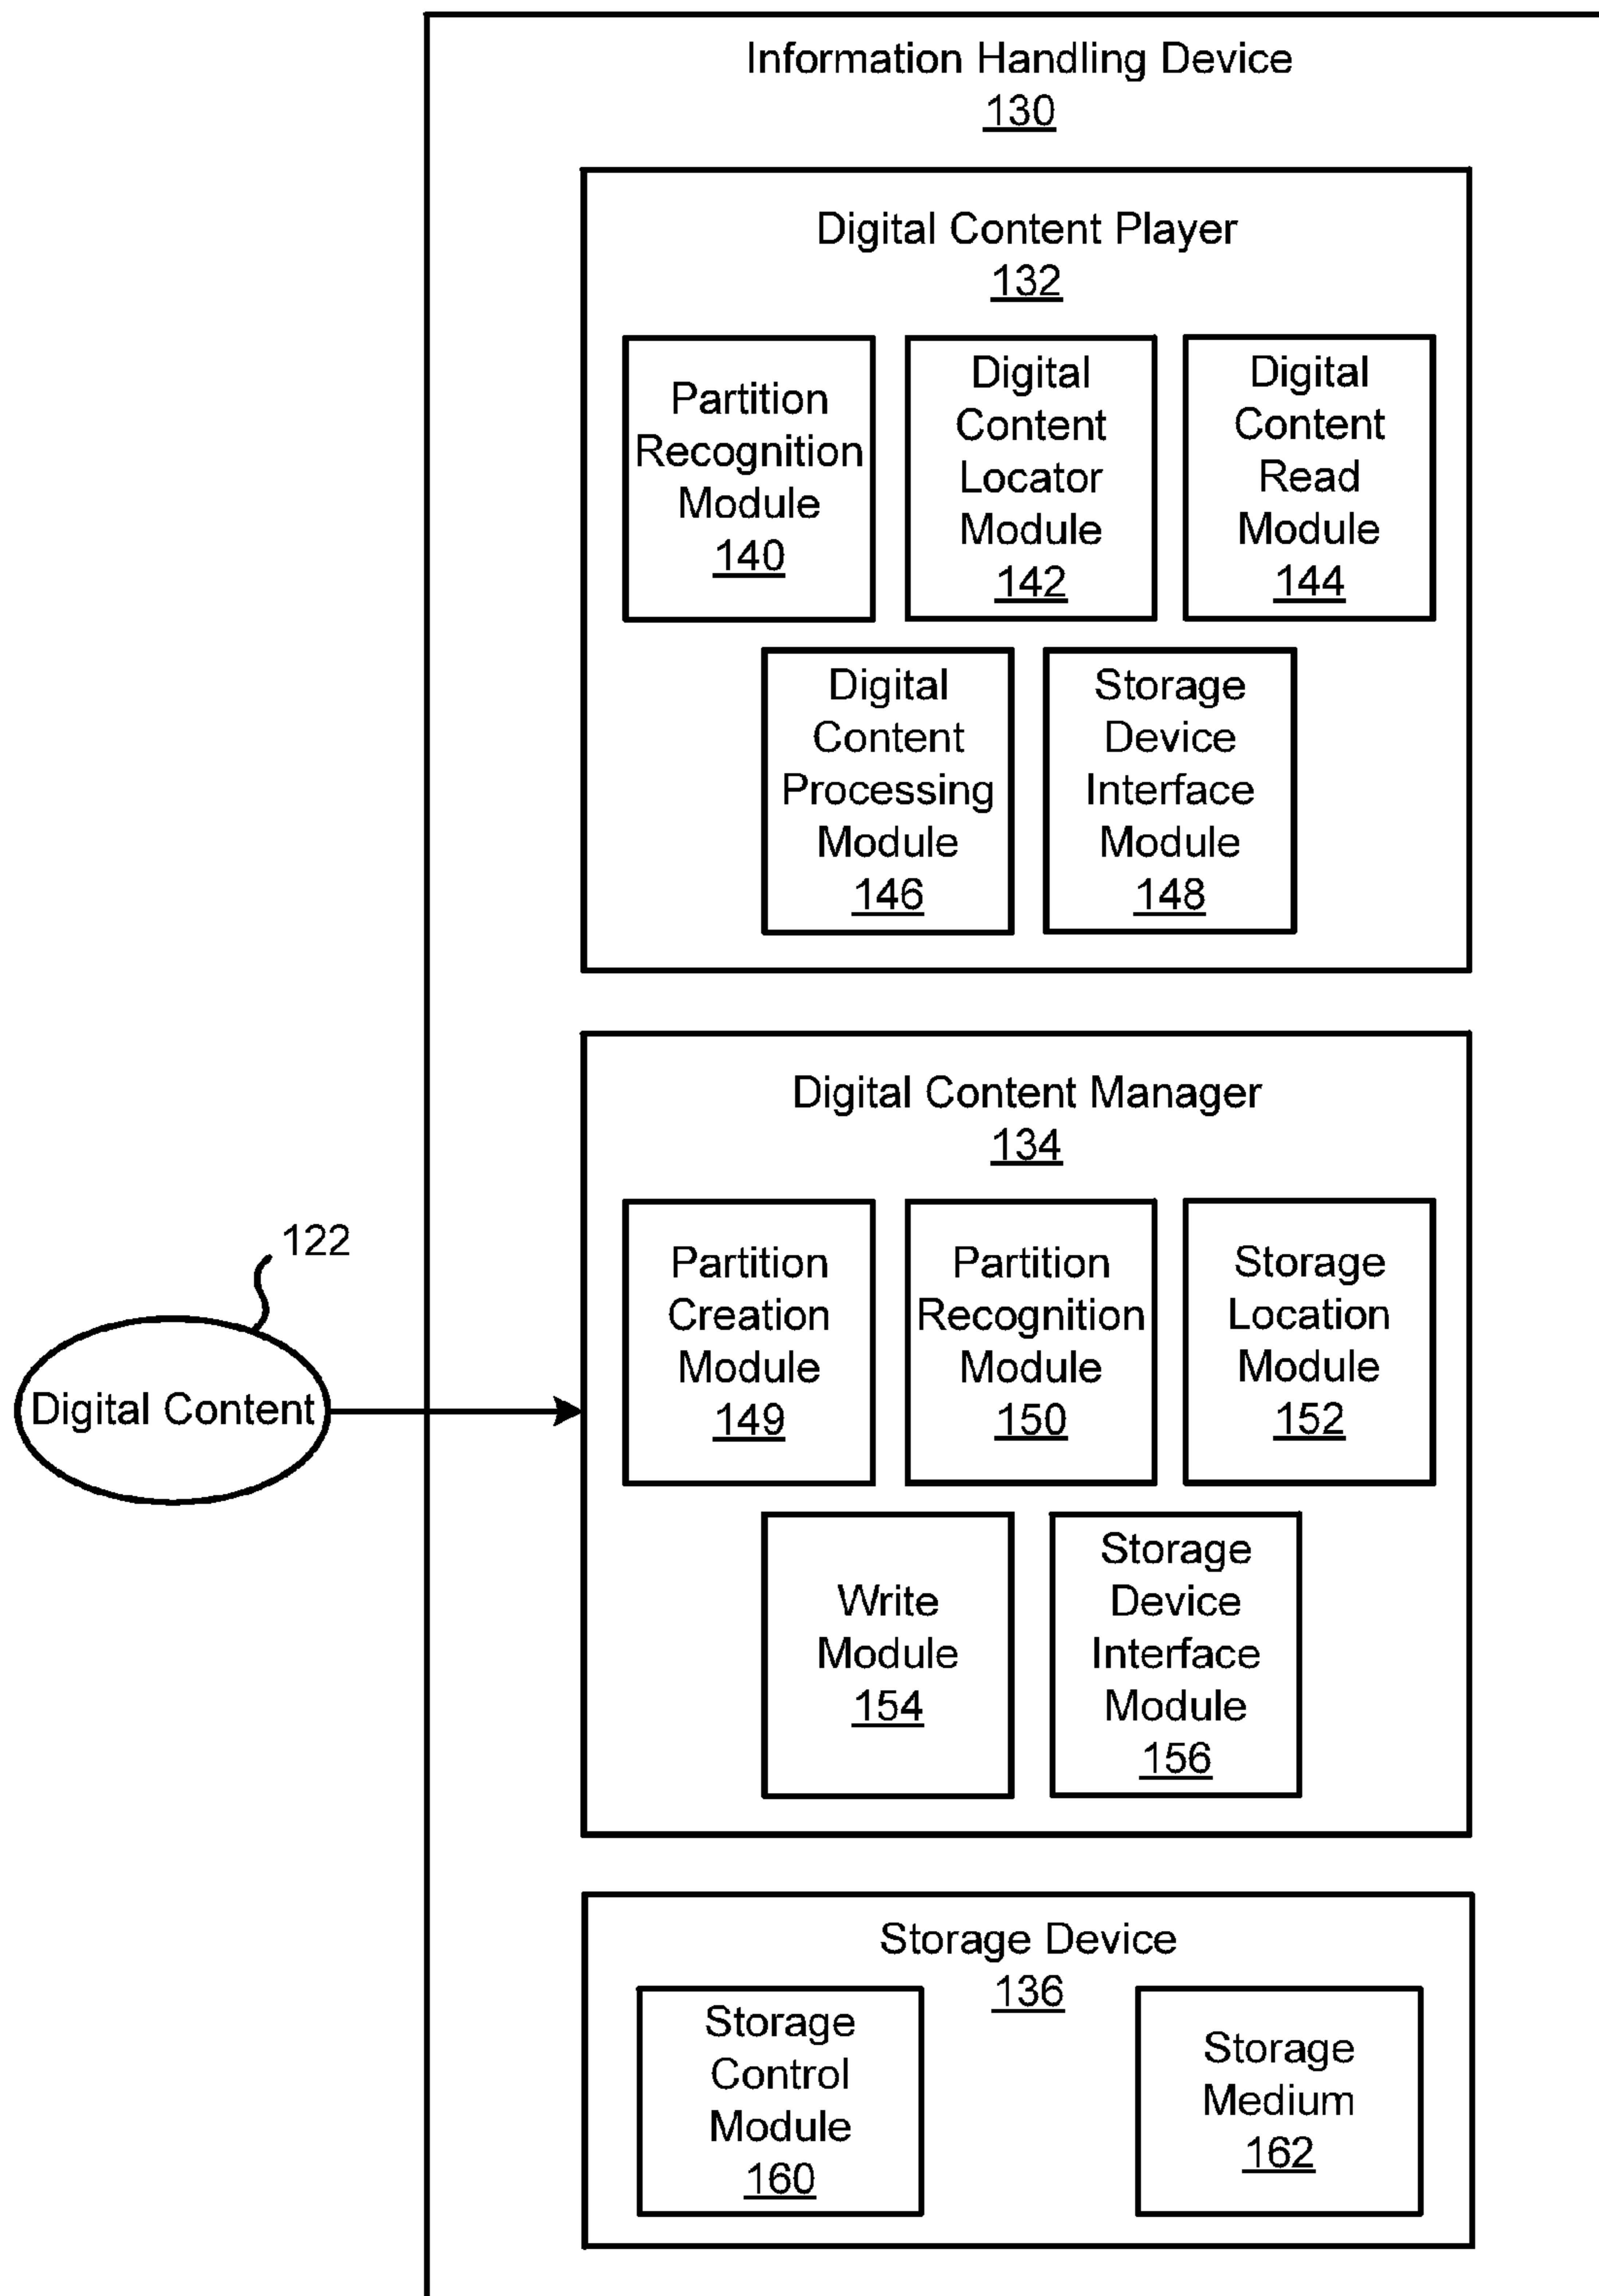 Information Handling Device
130
Digital Content Player
132
Partition
Recognition
Module
140
Digital
Content
Locator
Module
142
Digital
Content
Read
Module
144
Digital
Content
Processing
Module
146
Storage
Device
Interface
Module
148
Digital Content Manager
134
122
Digital Content
Partition
Creation
Module
149
Partition
Recognition
Module
150
Storage
Location
Module
152
Write
Module
154
Storage
Device
Interface
Module
156
Storage Device
136
Storage
Control
Module
160
Storage
Medium
162